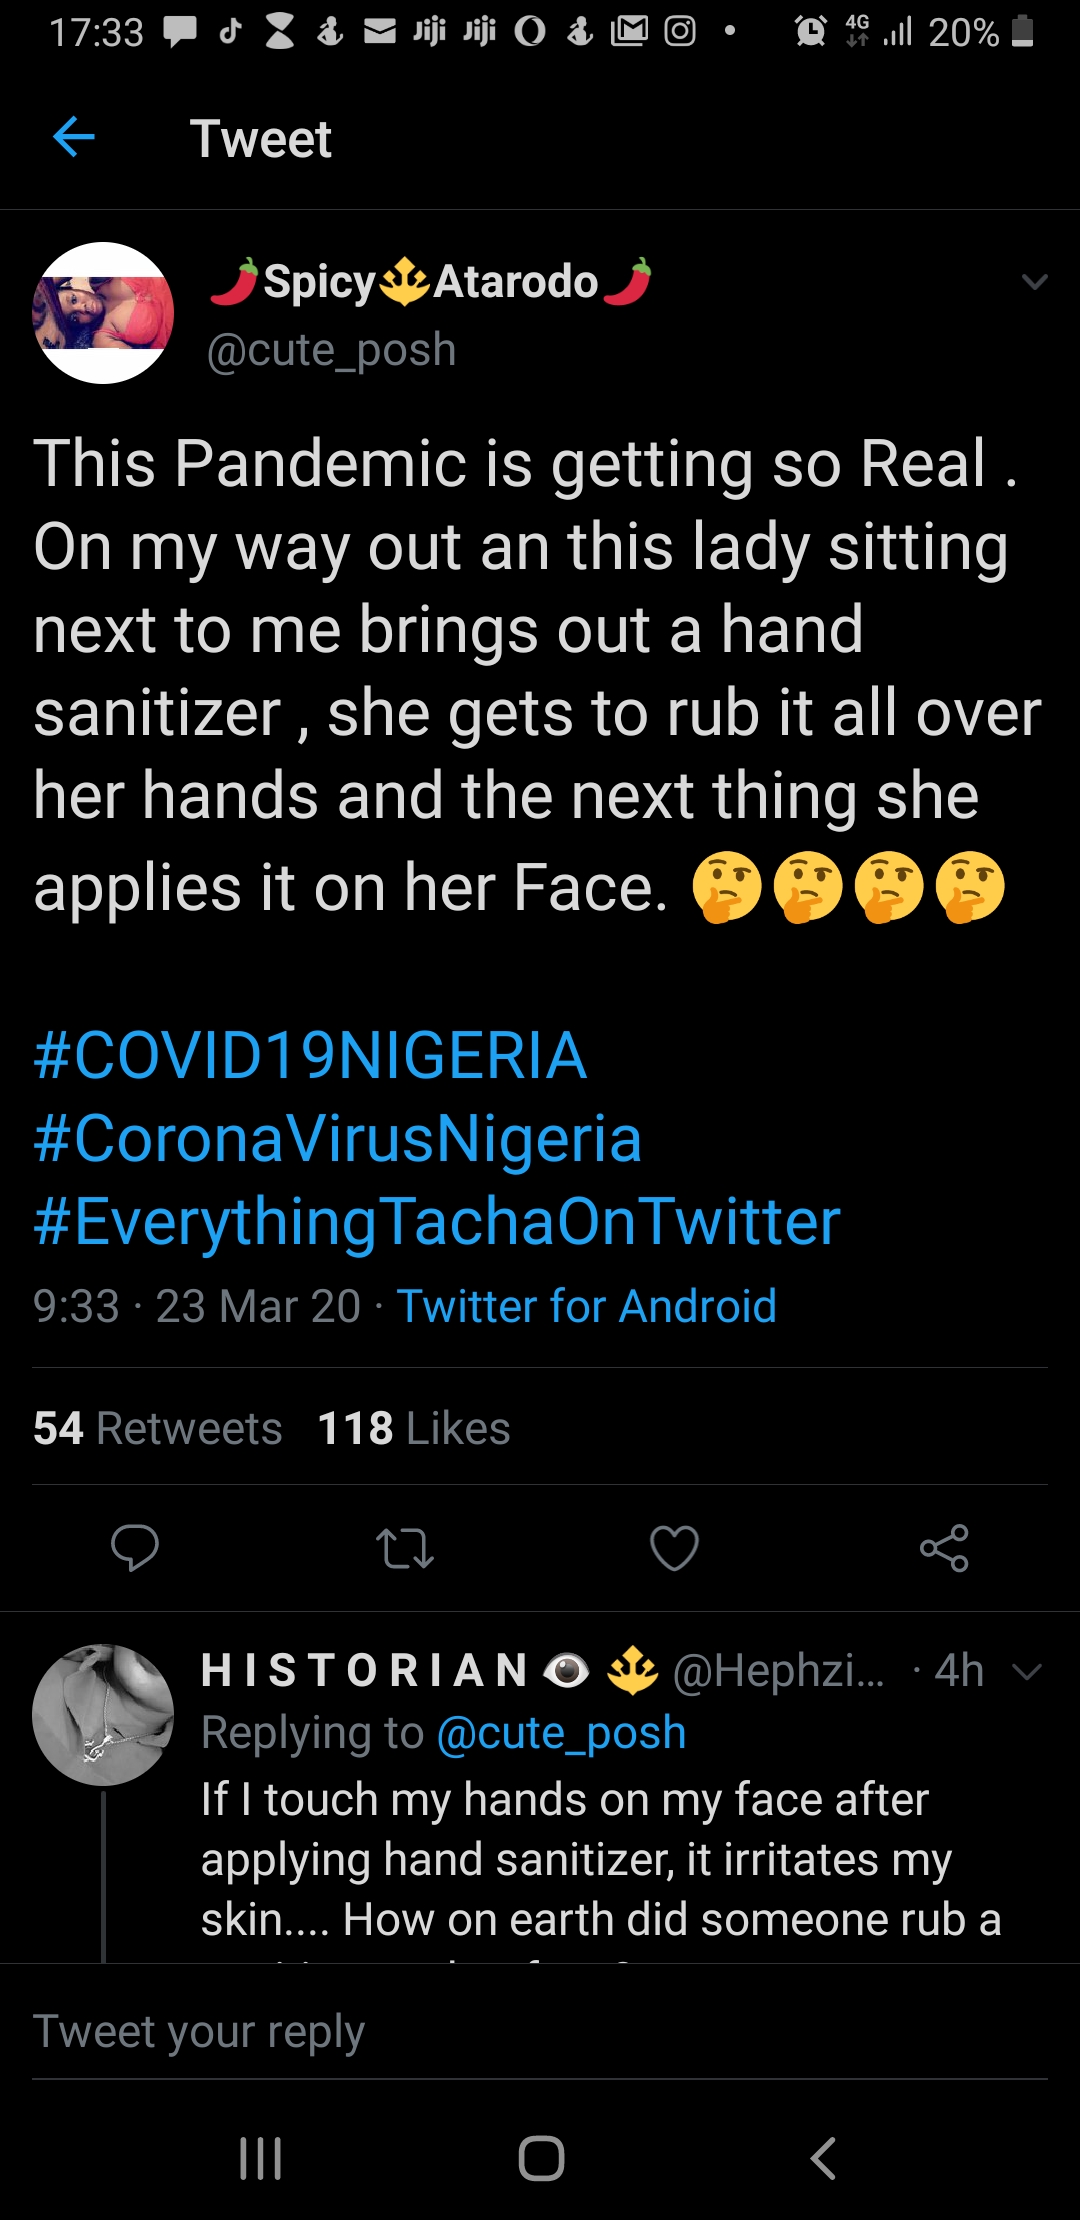 17:33 Jiji Jiji 4G 20%
Tweet
🌶Spicy🔱Atarodo🌶
@cute_posh
This Pandemic is getting so Real .
On my way out an this lady sitting
next to me brings out a hand
sanitizer , she gets to rub it all over
her hands and the next thing she
applies it on her Face. 🤔🤔🤔🤔
#COVID19NIGERIA
#CoronaVirusNigeria
#EverythingTachaOnTwitter
9:33 · 23 Mar 20 · Twitter for Android
54 Retweets 118 Likes
H I S T O R I A N 👁 🔱 @Hephzi... · 4h
Replying to @cute_posh
If I touch my hands on my face after
applying hand sanitizer, it irritates my
skin.... How on earth did someone rub a
Tweet your reply